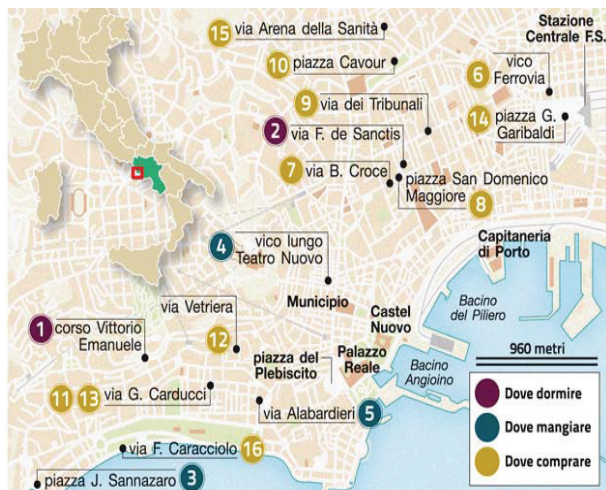 15 via Arena della Sanità
Stazione
Centrale F.S.
10 piazza Cavour
6 vico
Ferrovia
9 via dei Tribunali
14 piazza G.
Garibaldi
2 via F. de Sanctis
7 via B. Croce
piazza San Domenico
Maggiore 8
4 vico lungo
Teatro Nuovo
Capitaneria
di Porto
Municipio
Bacino
del Piliero
via Vetriera
12
1 corso Vittorio
Emanuele
Castel
Nuovo
piazza del
Plebiscito
Palazzo
Reale
Bacino
Angioino
960 metri
11 13 via G. Carducci
via Alabardieri 5
via F. Caracciolo 16
piazza J. Sannazaro 3
Dove dormire
Dove mangiare
Dove comprare